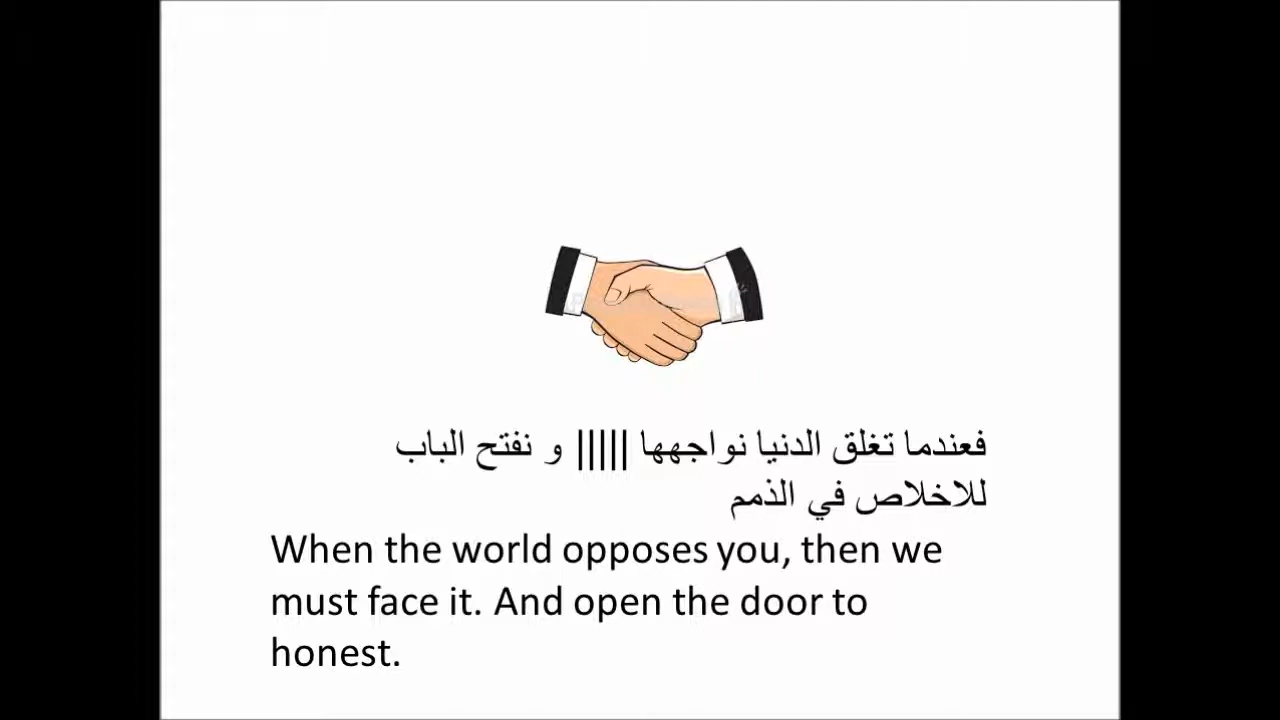 فعندما تغلق الدنيا نواجهها ||||| و نفتح الباب
للاخلاص في الذمم
When the world opposes you, then we
must face it. And open the door to
honest.